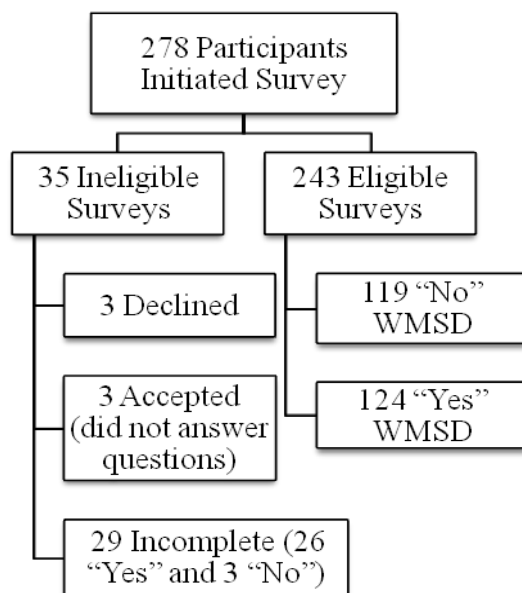 278 Participants
Initiated Survey
35 Ineligible
Surveys
243 Eligible
Surveys
3 Declined
119 “No”
WMSD
3 Accepted
(did not answer
questions)
124 “Yes”
WMSD
29 Incomplete (26
“Yes” and 3 “No”)